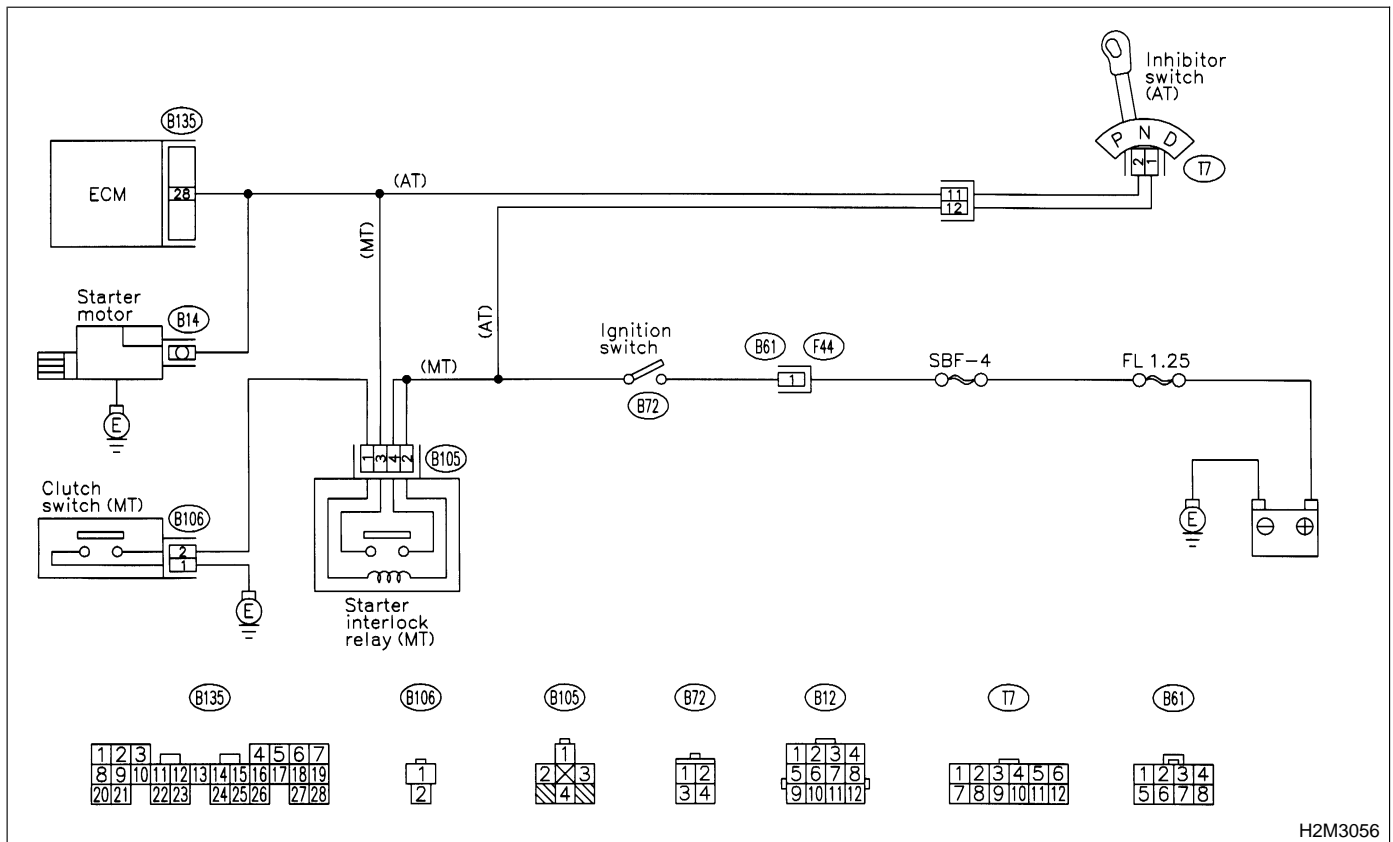 Inhibitor
switch
(AT)
P N D
2 1
T7
B135
ECM
28
(AT)
11
12
(MT)
Starter
motor
B14
E
(AT)
Ignition
switch
B72
B61
F44
1
SBF-4
FL 1.25
(MT)
1 3 4 2
B105
Clutch
switch (MT)
B106
2
1
E
Starter
interlock
relay (MT)
E
B135
B106
B105
B72
B12
T7
B61
1 2 3 4 5 6 7
8 9 10 11 12 13 14 15 16 17 18 19
20 21 22 23 24 25 26 27 28
1
2
1
2 3
4
1 2
3 4
1 2 3 4
5 6 7 8
9 10 11 12
1 2 3 4 5 6
7 8 9 10 11 12
1 2 3 4
5 6 7 8
H2M3056